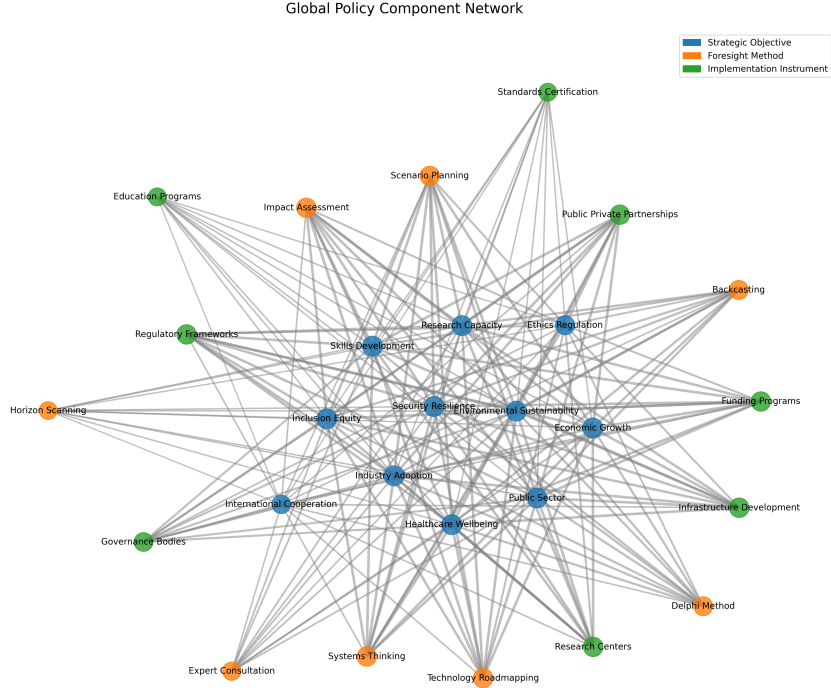 Global Policy Component Network
Strategic Objective
Foresight Method
Implementation Instrument
Standards Certification
Scenario Planning
Education Programs
Impact Assessment
Public Private Partnerships
Backcasting
Research Capacity
Ethics Regulation
Regulatory Frameworks
Skills Development
Funding Programs
Horizon Scanning
Security Resilience
Environmental Sustainability
Inclusion Equity
Economic Growth
Industry Adoption
Public Sector
International Cooperation
Infrastructure Development
Healthcare Wellbeing
Governance Bodies
Delphi Method
Research Centers
Systems Thinking
Expert Consultation
Technology Roadmapping